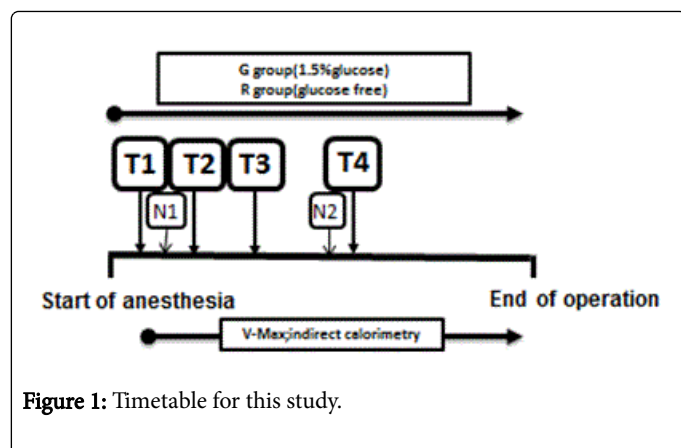 G group(1.5%glucose)
R group(glucose free)
T1 T2 T3 T4
N1 N2
Start of anesthesia End of operation
V-Max;indirect calorimetry
Figure 1: Timetable for this study.